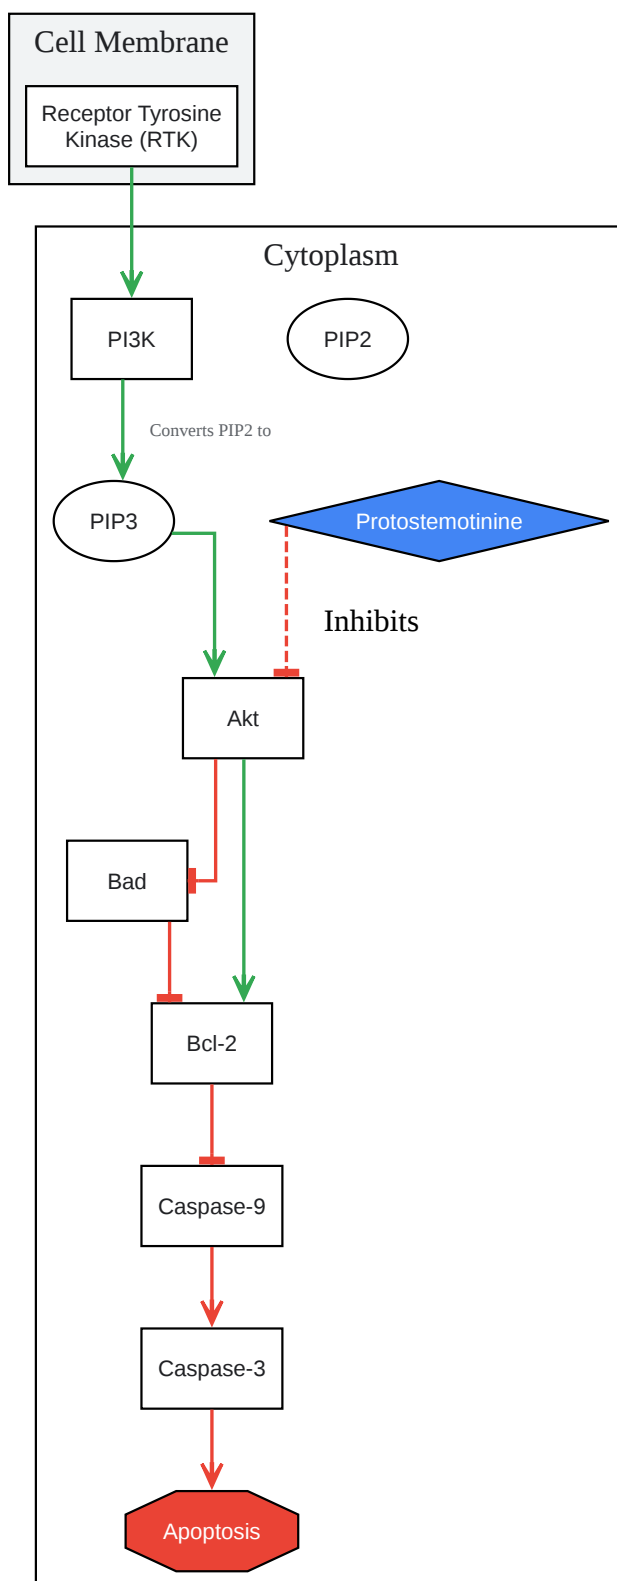 Cell Membrane
Receptor Tyrosine
Kinase (RTK)
Cytoplasm
PI3K
PIP2
Converts PIP2 to
PIP3
Protostemotinine
Inhibits
Akt
Bad
Bcl-2
Caspase-9
Caspase-3
Apoptosis